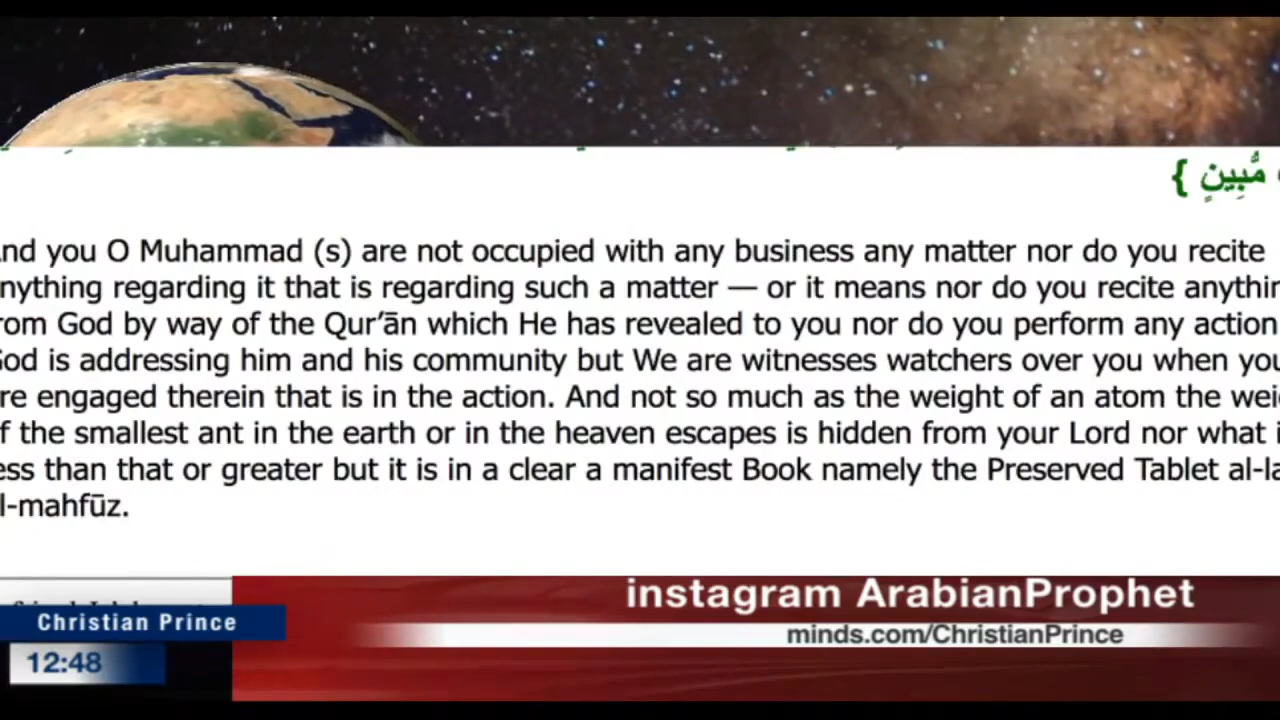 مُّبِينٍ }
nd you O Muhammad (s) are not occupied with any business any matter nor do you recite
nything regarding it that is regarding such a matter — or it means nor do you recite anythin
rom God by way of the Qur’ān which He has revealed to you nor do you perform any action
God is addressing him and his community but We are witnesses watchers over you when you
re engaged therein that is in the action. And not so much as the weight of an atom the wei
f the smallest ant in the earth or in the heaven escapes is hidden from your Lord nor what i
ess than that or greater but it is in a clear a manifest Book namely the Preserved Tablet al-la
l-mahfūz.
instagram ArabianProphet
Christian Prince
minds.com/ChristianPrince
12:48